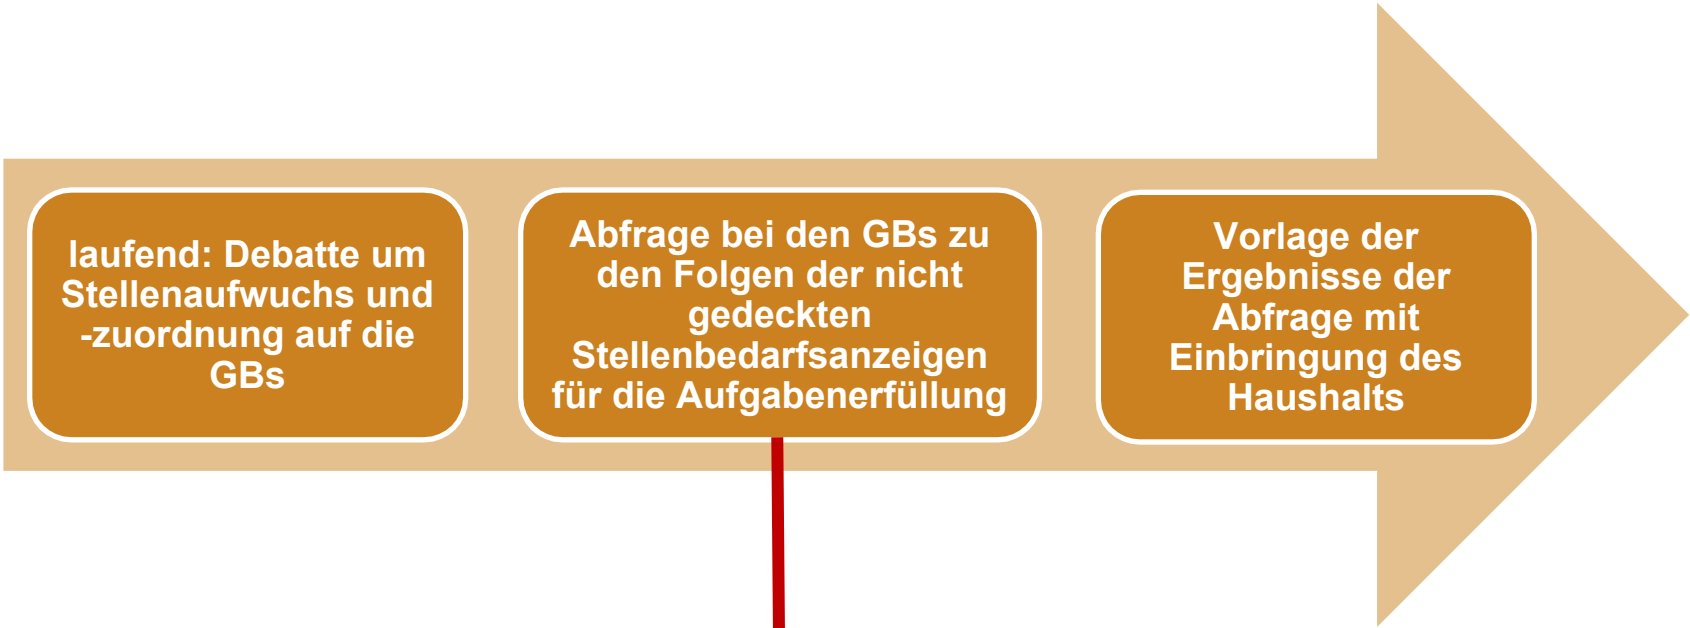 laufend: Debatte um
Stellenaufwuchs und
-zuordnung auf die
GBs
Abfrage bei den GBs zu
den Folgen der nicht
gedeckten
Stellenbedarfsanzeigen
für die Aufgabenerfüllung
Vorlage der
Ergebnisse der
Abfrage mit
Einbringung des
Haushalts